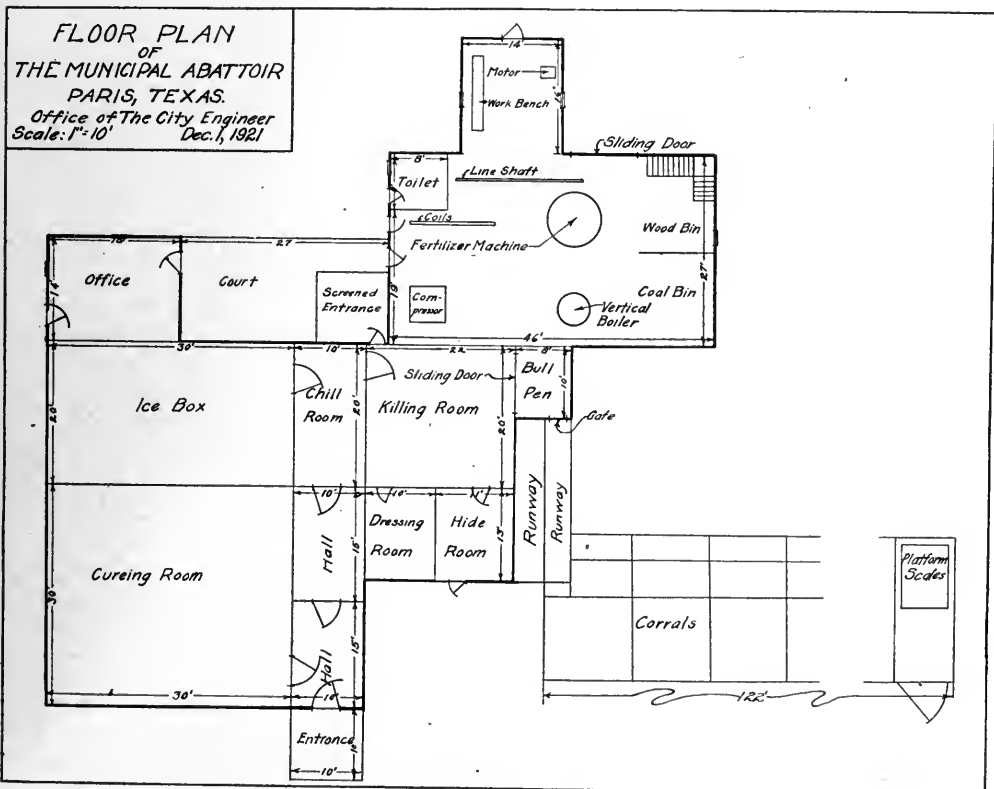 FLOOR PLAN
OF
THE MUNICIPAL ABATTOIR
PARIS, TEXAS.
Office of The City Engineer
Scale: 1"=10' Dec. 1, 1921
14'
Motor
Work Bench
Sliding Door
8'
Toilet
Line Shaft
Coils
Fertilizer Machine
Wood Bin
27'
27'
Office
Court
14'
Screened
Entrance
19'
Com-
pressor
Vertical
Boiler
Coal Bin
46'
30'
10'
22'
8'
Ice Box
Chill
Room
Sliding Door
Killing Room
Bull
Pen
10'
Gate
20'
20'
20'
10'
10'
11'
Dressing
Room
Hide
Room
13'
Runway
Runway
Cureing Room
Hall
15'
30'
Platform
Scales
Corrals
Hall
15'
30'
10'
122'
Entrance
10'
10'